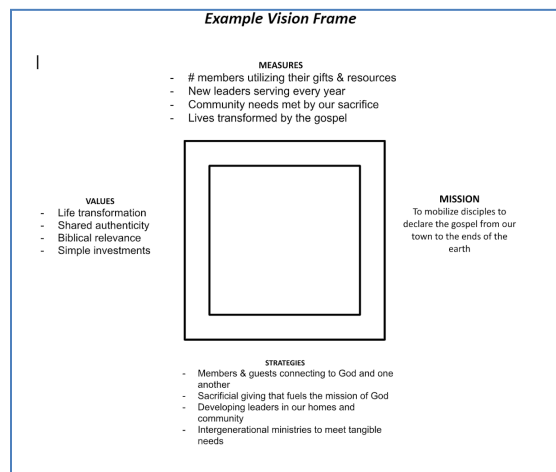 Example Vision Frame
MEASURES
- # members utilizing their gifts & resources
- New leaders serving every year
- Community needs met by our sacrifice
- Lives transformed by the gospel
VALUES
- Life transformation
- Shared authenticity
- Biblical relevance
- Simple investments
MISSION
To mobilize disciples to
declare the gospel from our
town to the ends of the
earth
STRATEGIES
- Members & guests connecting to God and one
another
- Sacrificial giving that fuels the mission of God
- Developing leaders in our homes and
community
- Intergenerational ministries to meet tangible
needs